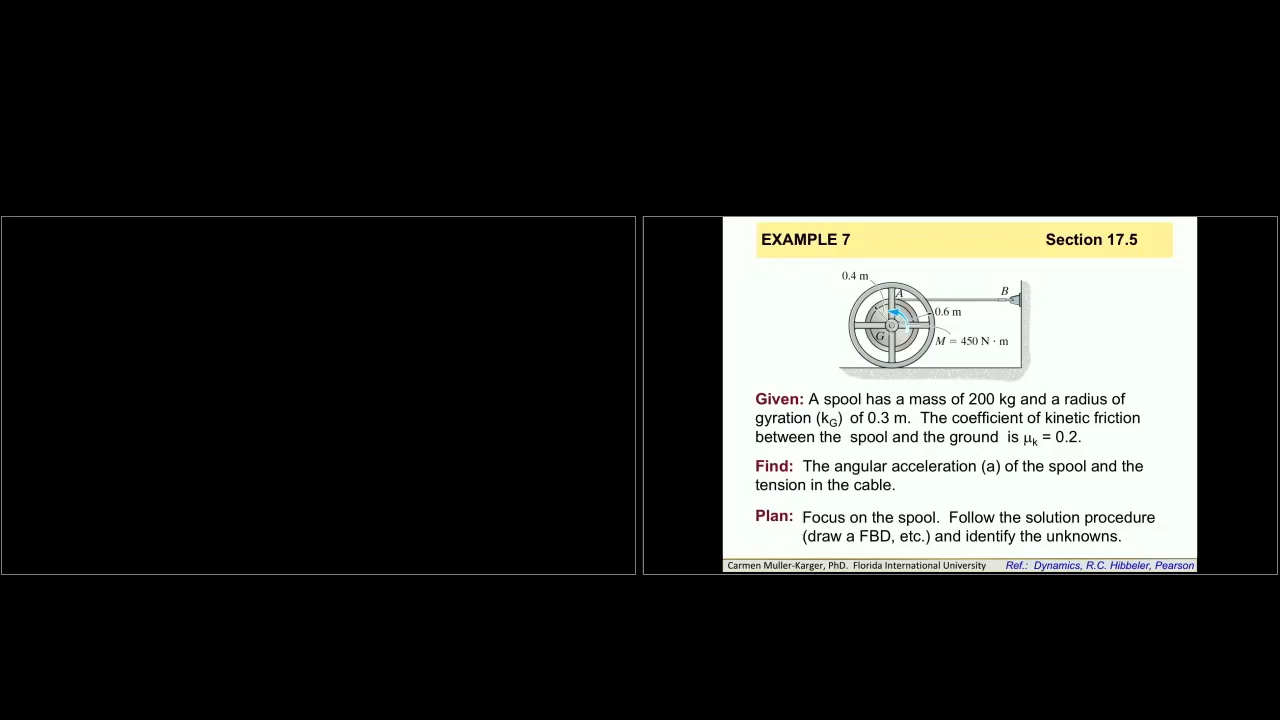 EXAMPLE 7 Section 17.5
0.4 m
A
B
0.6 m
G
M = 450 N · m
Given: A spool has a mass of 200 kg and a radius of
gyration (kG) of 0.3 m. The coefficient of kinetic friction
between the spool and the ground is μk = 0.2.
Find: The angular acceleration (a) of the spool and the
tension in the cable.
Plan: Focus on the spool. Follow the solution procedure
(draw a FBD, etc.) and identify the unknowns.
Carmen Muller-Karger, PhD. Florida International University Ref.: Dynamics, R.C. Hibbeler, Pearson